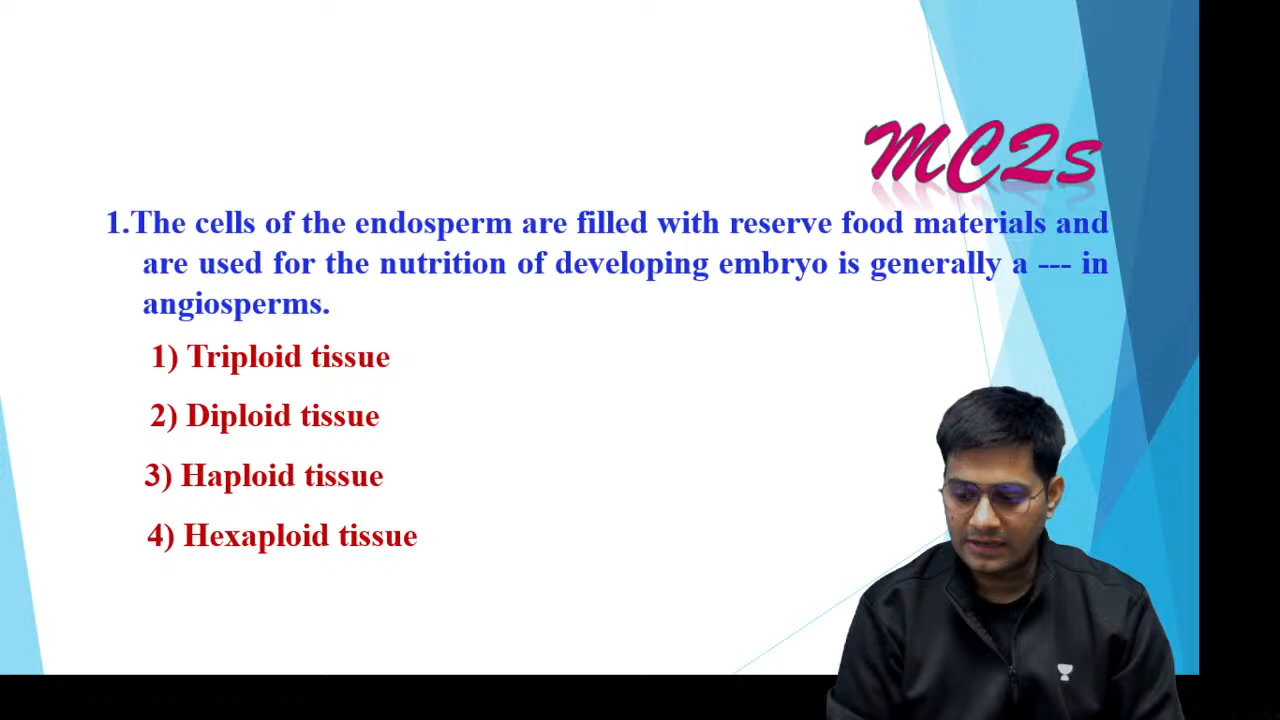 MCQs
1.The cells of the endosperm are filled with reserve food materials and
are used for the nutrition of developing embryo is generally a --- in
angiosperms.
1) Triploid tissue
2) Diploid tissue
3) Haploid tissue
4) Hexaploid tissue